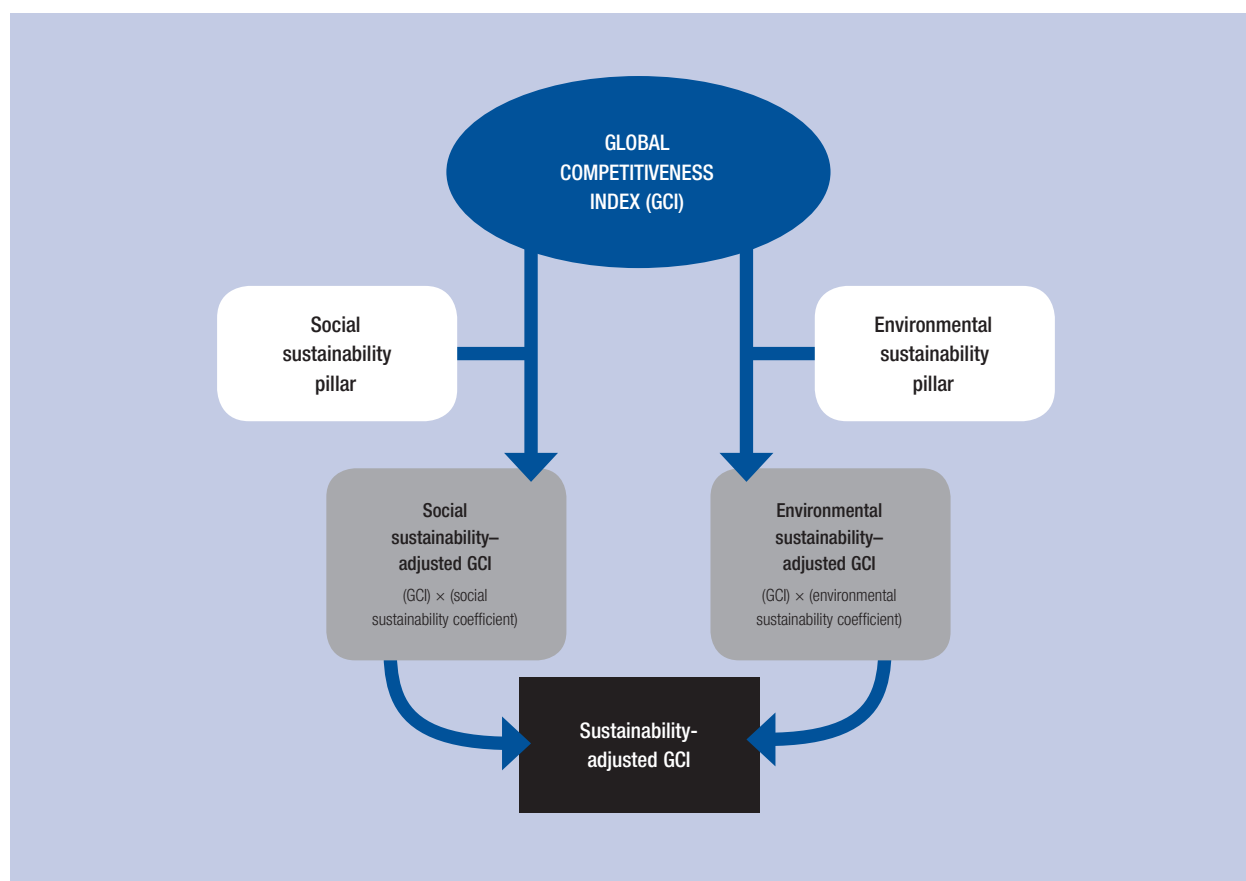 GLOBAL
COMPETITIVENESS
INDEX (GCI)
Social
sustainability
pillar
Environmental
sustainability
pillar
Social
sustainability–
adjusted GCI
(GCI) × (social
sustainability coefficient)
Environmental
sustainability–
adjusted GCI
(GCI) × (environmental
sustainability coefficient)
Sustainability-
adjusted GCI